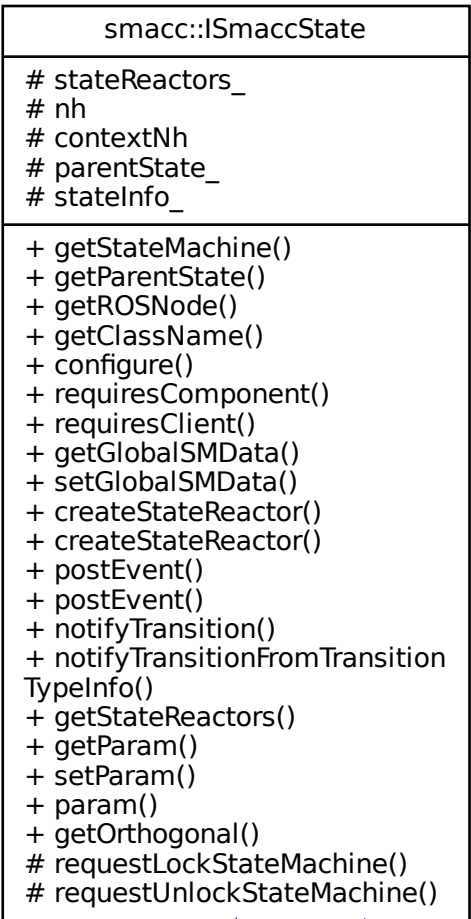 smacc::ISmaccState
# stateReactors_
# nh
# contextNh
# parentState_
# stateInfo_
+ getStateMachine()
+ getParentState()
+ getROSNode()
+ getClassName()
+ configure()
+ requiresComponent()
+ requiresClient()
+ getGlobalSMData()
+ setGlobalSMData()
+ createStateReactor()
+ createStateReactor()
+ postEvent()
+ postEvent()
+ notifyTransition()
+ notifyTransitionFromTransition
TypeInfo()
+ getStateReactors()
+ getParam()
+ setParam()
+ param()
+ getOrthogonal()
# requestLockStateMachine()
# requestUnlockStateMachine()